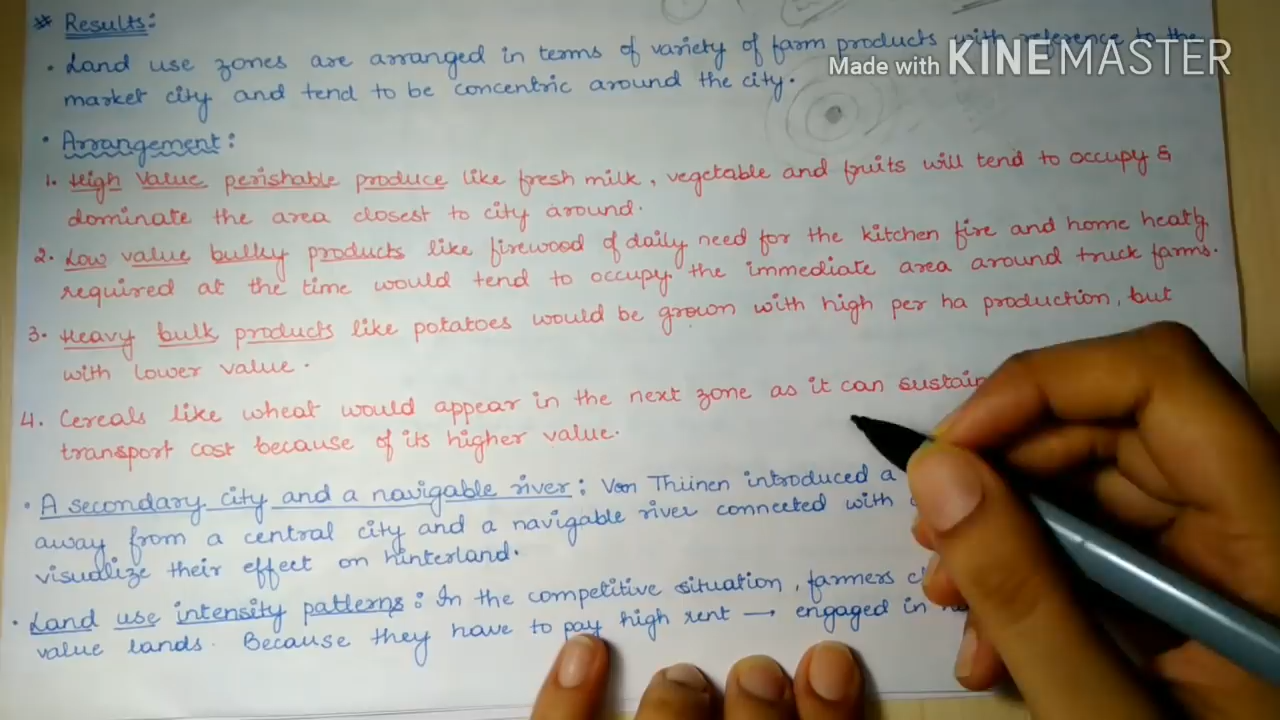 * Results:
• Land use zones are arranged in terms of variety of farm products with reference to the
Made with KINEMASTER
market city and tend to be concentric around the city.
• Arrangement:
1. High value perishable produce like fresh milk, vegetable and fruits will tend to occupy &
dominate the area closest to city around.
2. Low value bulky products like firewood of daily need for the kitchen fire and home heatg
required at the time would tend to occupy the immediate area around truck farms.
3. Heavy bulk products like potatoes would be grown with high per ha production, but
with lower value.
4. Cereals like wheat would appear in the next zone as it can sustain
transport cost because of its higher value.
• A secondary city and a navigable river: Von Thünen introduced a
away from a central city and a navigable river connected with
visualize their effect on hinterland.
• Land use intensity patterns: In the competitive situation, farmers
value lands. Because they have to pay high rent → engaged in